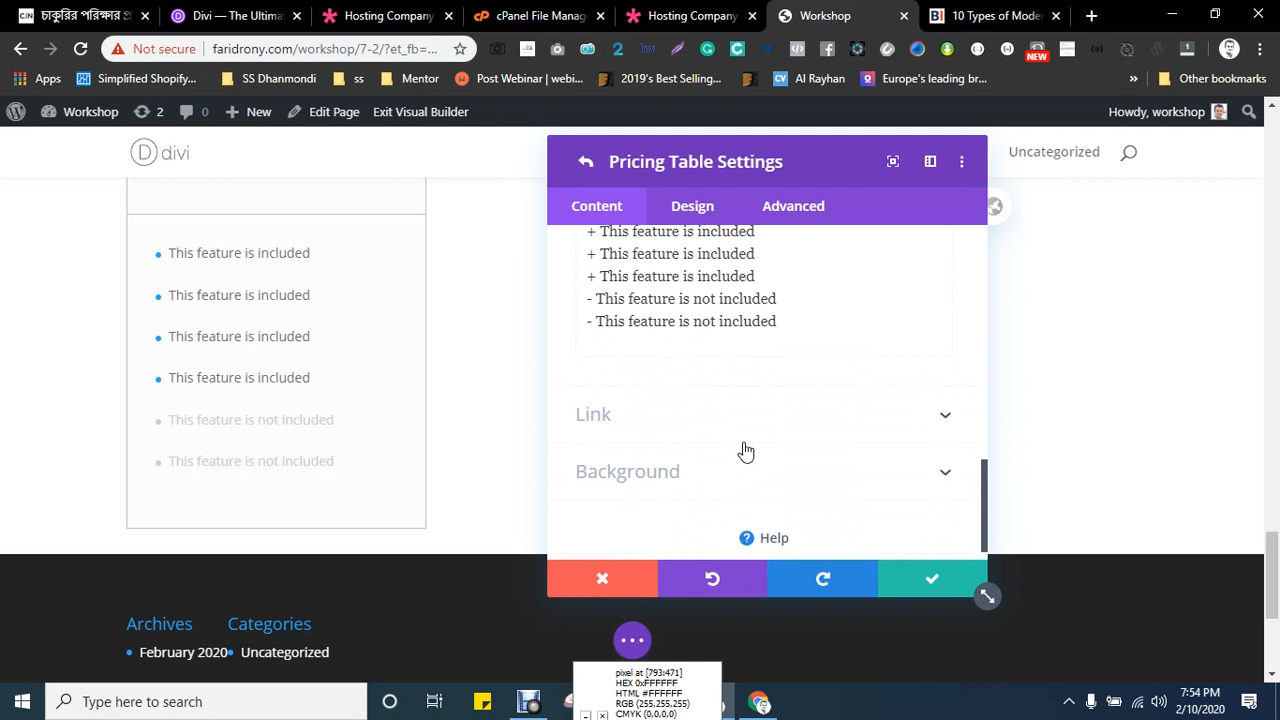 Divi — The Ultima
Hosting Company
cPanel File Manag
Hosting Company
Workshop
10 Types of Moder
Not secure
faridrony.com/workshop/7-2/?et_fb=...
NEW
Apps
Simplified Shopify...
SS Dhanmondi
ss
Mentor
Post Webinar | webi...
2019's Best Selling...
Al Rayhan
Europe's leading br...
Other bookmarks
Workshop
2
0
New
Edit Page
Exit Visual Builder
Howdy, workshop
divi
Uncategorized
Pricing Table Settings
Content
Design
Advanced
+ This feature is included
+ This feature is included
+ This feature is included
- This feature is not included
- This feature is not included
Link
Background
Help
This feature is included
This feature is included
This feature is included
This feature is included
This feature is not included
This feature is not included
Archives
Categories
February 2020
Uncategorized
pixel at [793:471]
HEX 0xFFFFFF
HTML #FFFFFF
RGB (255,255,255)
CMYK (0,0,0,0)
Type here to search
7:54 PM
2/10/2020